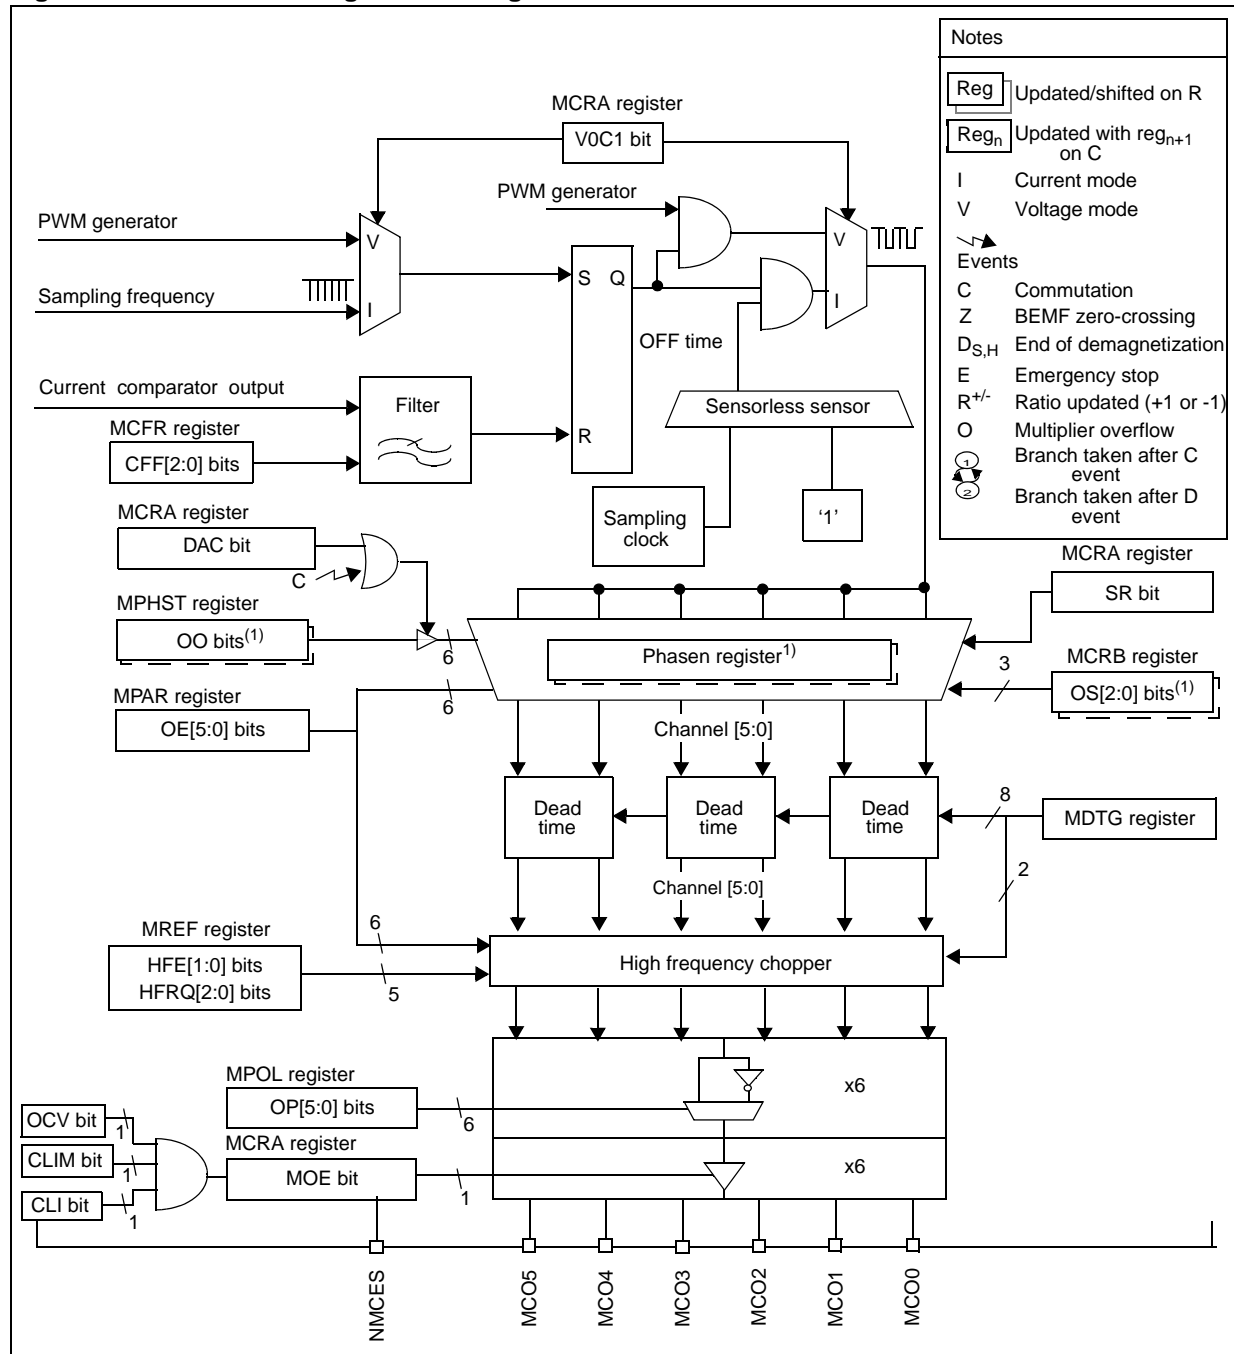 Notes
Reg
Updated/shifted on R
Regn
Updated with regn+1
on C
I Current mode
V Voltage mode
Events
C Commutation
Z BEMF zero-crossing
DS,H End of demagnetization
E Emergency stop
R+/- Ratio updated (+1 or -1)
O Multiplier overflow
1
Branch taken after C
event
2
Branch taken after D
event
MCRA register
V0C1 bit
PWM generator
PWM generator
V
V
S Q
Sampling frequency
I
I
OFF time
Current comparator output
Filter
Sensorless sensor
MCFR register
R
CFF[2:0] bits
MCRA register
Sampling
clock
‘1’
DAC bit
C
MCRA register
SR bit
MPHST register
OO bits(1)
6
Phasen register1)
3
MCRB register
OS[2:0] bits(1)
MPAR register
6
OE[5:0] bits
Channel [5:0]
Dead
time
Dead
time
Dead
time
8
MDTG register
2
Channel [5:0]
MREF register
6
HFE[1:0] bits
HFRQ[2:0] bits
5
High frequency chopper
MPOL register
x6
OP[5:0] bits
6
OCV bit
1
MCRA register
CLIM bit
1
MOE bit
1
x6
CLI bit
1
NMCES
MCO5
MCO4
MCO3
MCO2
MCO1
MCO0